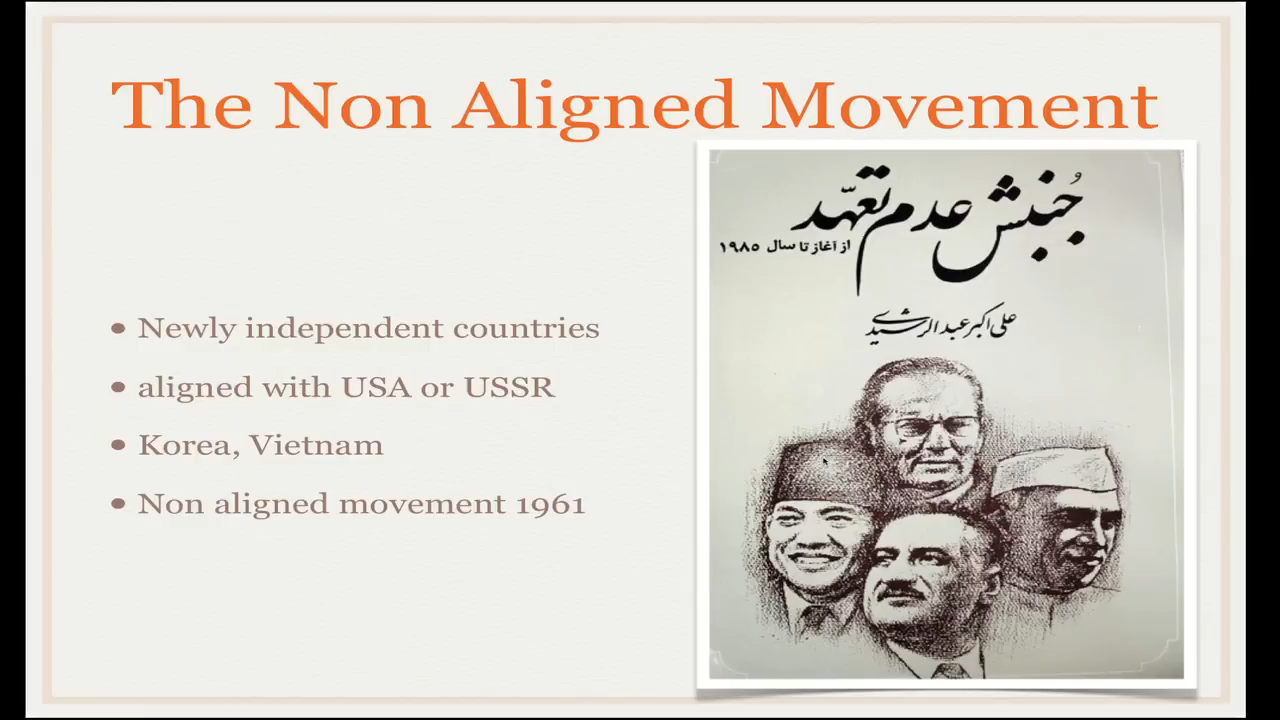 The Non Aligned Movement
• Newly independent countries
• aligned with USA or USSR
• Korea, Vietnam
• Non aligned movement 1961
جُنبش عدم تعهّد
از آغاز تا سال ۱۹۸۵
علی اکبر عبدالرشیدی